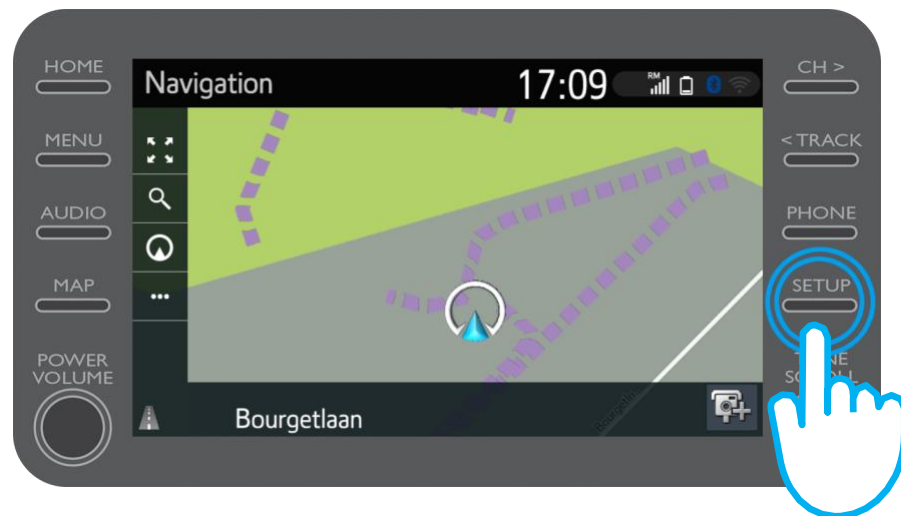 HOME
MENU
AUDIO
MAP
POWER
VOLUME
Navigation 17:09 RM
Bourgetlaan
CH >
< TRACK
PHONE
SETUP